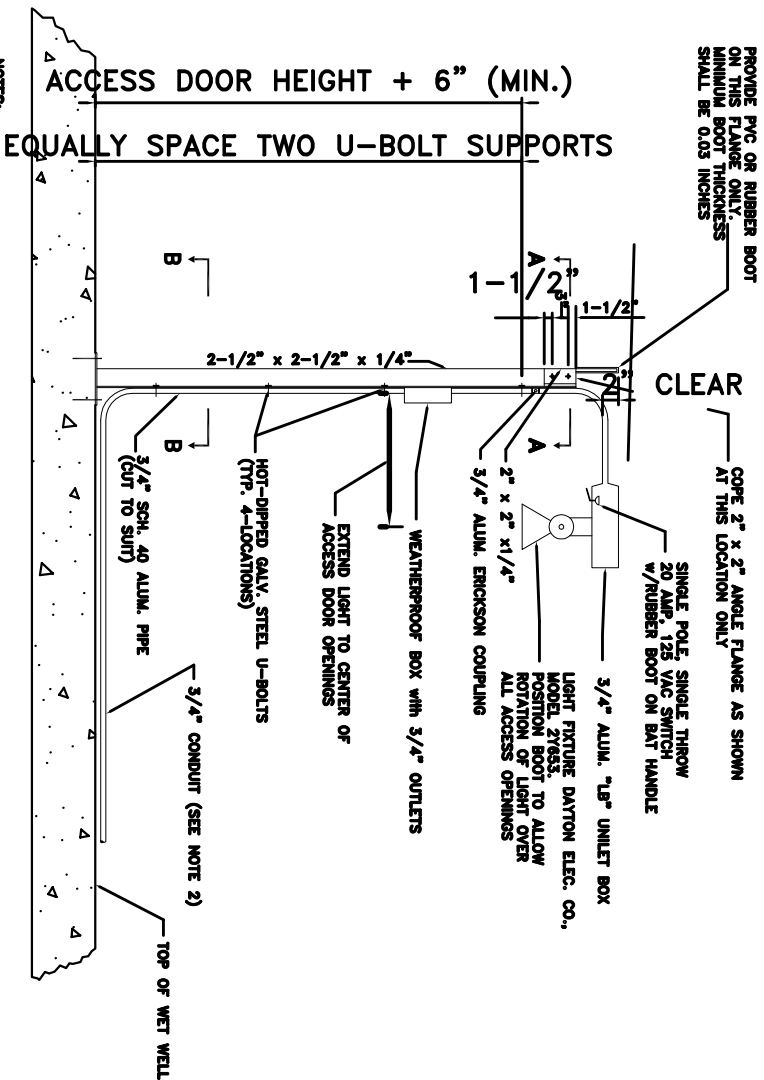 PROVIDE PVC OR RUBBER BOOT
ON THIS FLANGE ONLY.
MINIMUM BOOT THICKNESS
SHALL BE 0.03 INCHES
ACCESS DOOR HEIGHT + 6" (MIN.)
EQUALLY SPACE TWO U-BOLT SUPPORTS
B
A
1-1/2"
3"
1-1/2"
2-1/2" x 2-1/2" x 1/4"
2" CLEAR
B
A
COPE 2" x 2" ANGLE FLANGE AS SHOWN
AT THIS LOCATION ONLY
SINGLE POLE, SINGLE THROW
20 AMP, 125 VAC SWITCH
w/RUBBER BOOT ON BAT HANDLE
3/4" ALUM. "LB" UNILET BOX
LIGHT FIXTURE DAYTON ELEC. CO.,
MODEL 2Y653.
POSITION BOOT TO ALLOW
ROTATION OF LIGHT OVER
ALL ACCESS OPENINGS
2" x 2" x1/4"
3/4" ALUM. ERICKSON COUPLING
WEATHERPROOF BOX with 3/4" OUTLETS
EXTEND LIGHT TO CENTER OF
ACCESS DOOR OPENINGS
HOT-DIPPED GALV. STEEL U-BOLTS
(TYP. 4-LOCATIONS)
3/4" SCH. 40 ALUM. PIPE
(CUT TO SUIT)
3/4" CONDUIT (SEE NOTE 2)
TOP OF WET WELL
NOTES: